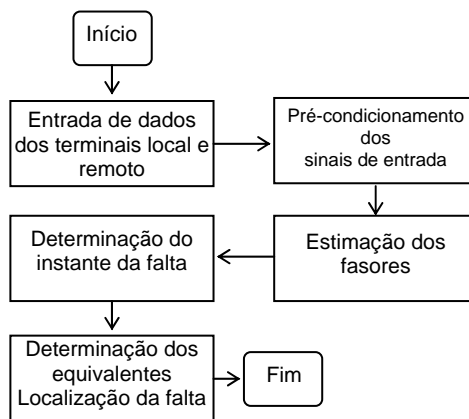 Início
Entrada de dados
dos terminais local e
remoto
Pré-condicionamento
dos
sinais de entrada
Estimação dos
fasores
Determinação do
instante da falta
Determinação dos
equivalentes
Localização da falta
Fim